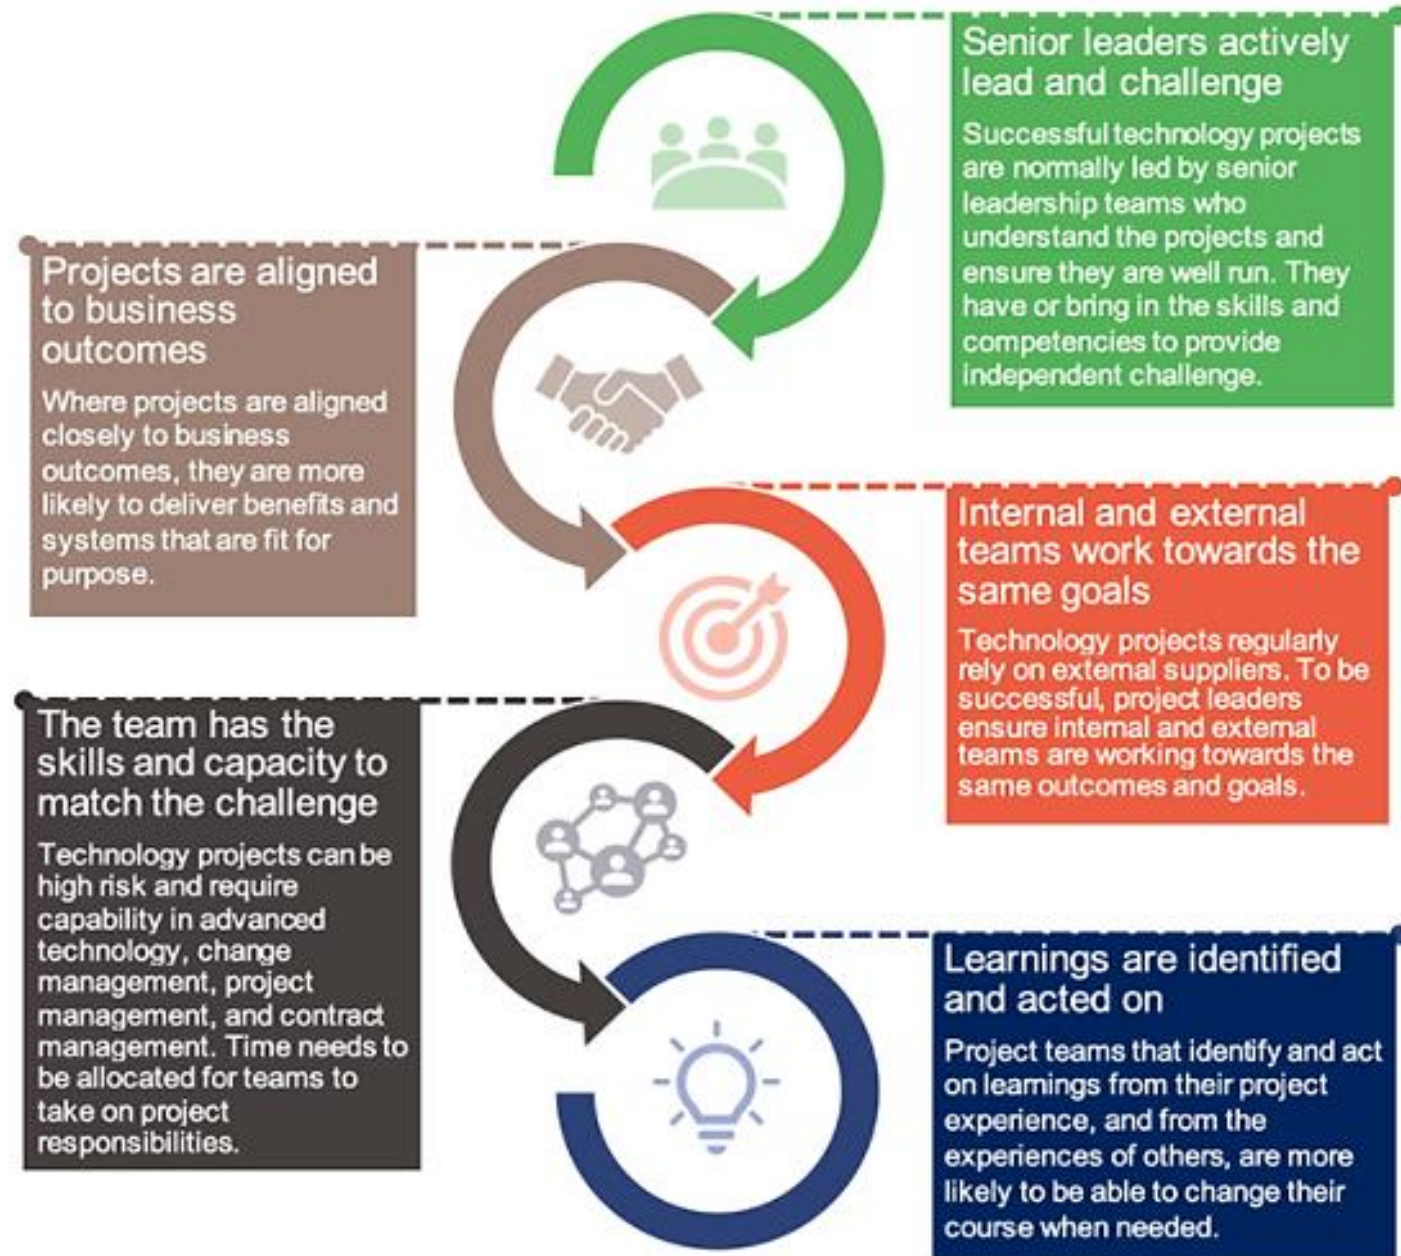 Senior leaders actively
lead and challenge
Successful technology projects
are normally led by senior
leadership teams who
understand the projects and
ensure they are well run. They
have or bring in the skills and
competencies to provide
independent challenge.
Projects are aligned
to business
outcomes
Where projects are aligned
closely to business
outcomes, they are more
likely to deliver benefits and
systems that are fit for
purpose.
Internal and external
teams work towards the
same goals
Technology projects regularly
rely on external suppliers. To be
successful, project leaders
ensure internal and external
teams are working towards the
same outcomes and goals.
The team has the
skills and capacity to
match the challenge
Technology projects can be
high risk and require
capability in advanced
technology, change
management, project
management, and contract
management. Time needs to
be allocated for teams to
take on project
responsibilities.
Learnings are identified
and acted on
Project teams that identify and act
on learnings from their project
experience, and from the
experiences of others, are more
likely to be able to change their
course when needed.